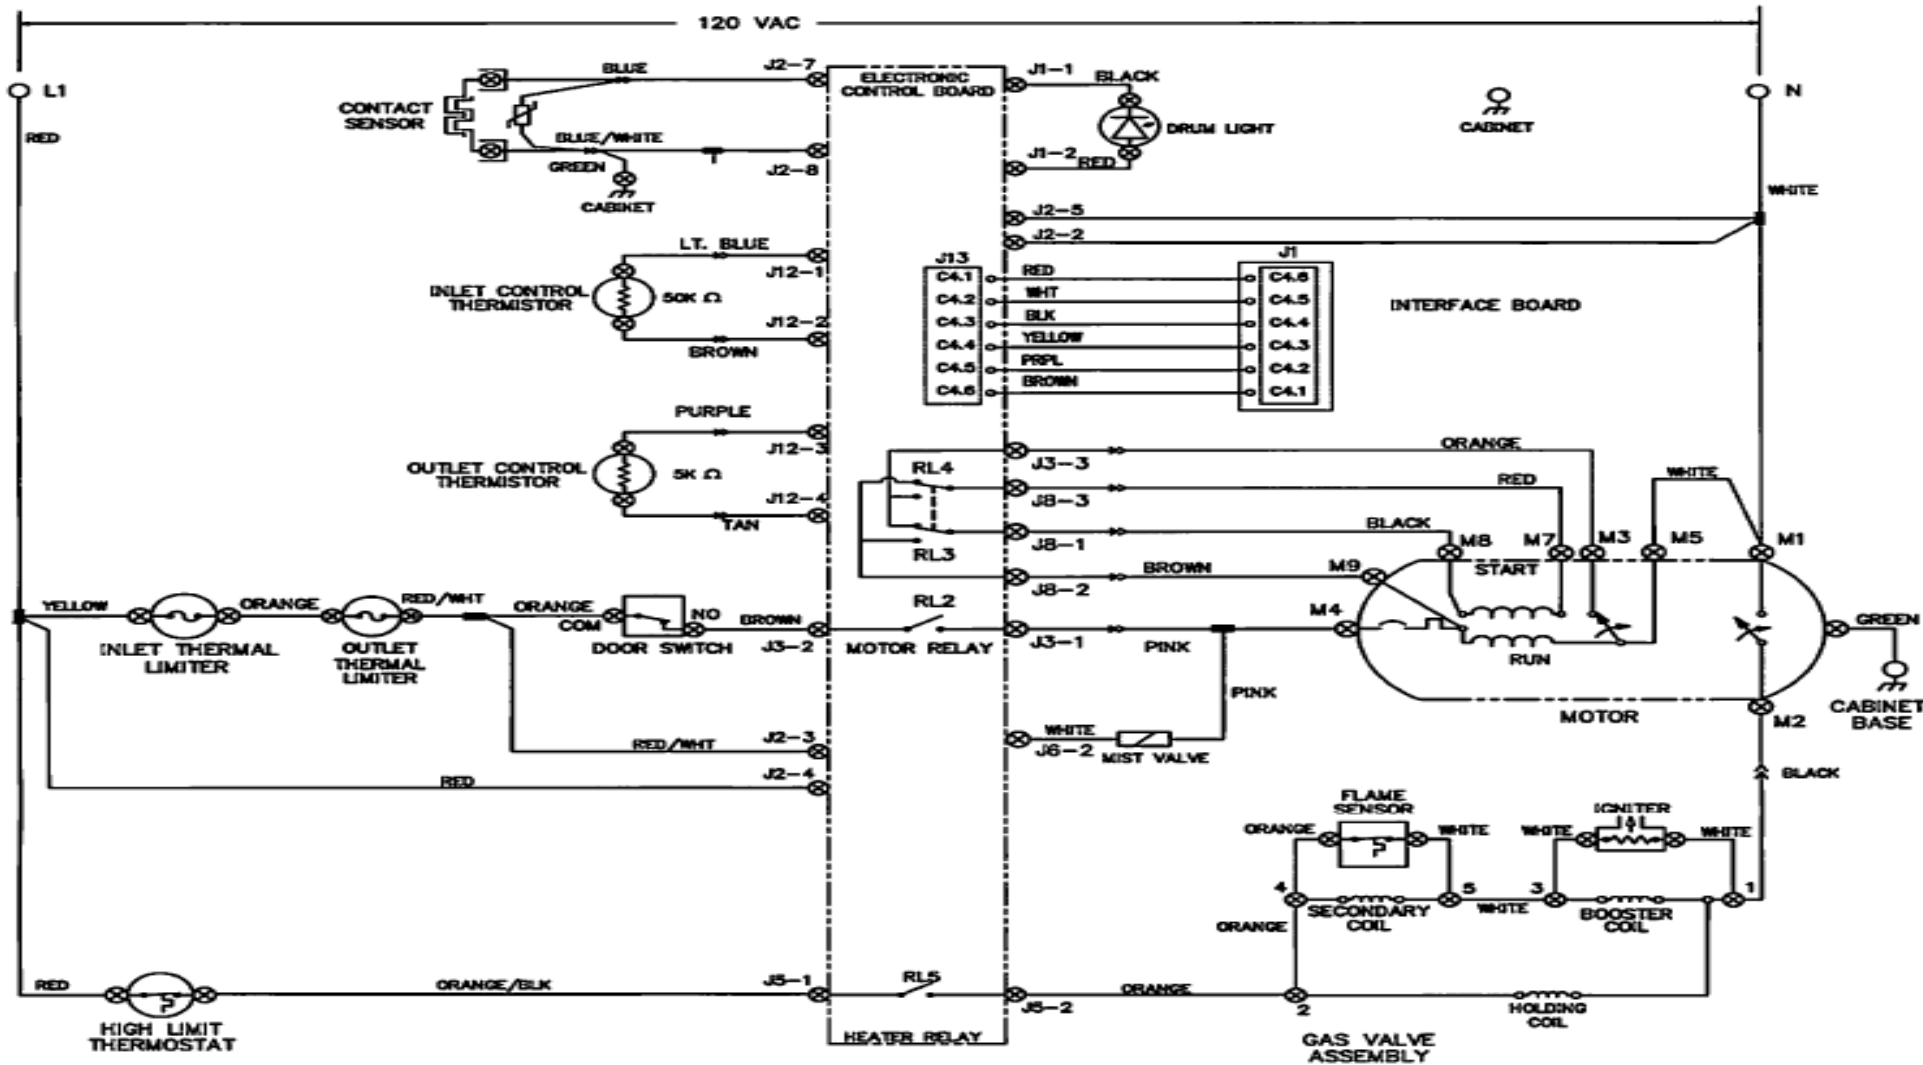 120 VAC
L1
RED
N
WHITE
CONTACT
SENSOR
BLUE
BLUE/WHITE
GREEN
CABINET
J2-7
J2-8
ELECTRONIC
CONTROL BOARD
J1-1
BLACK
DRUM LIGHT
J1-2
RED
CABINET
J2-5
J2-2
LT. BLUE
J12-1
INLET CONTROL
THERMISTOR
50K Ω
J12-2
BROWN
J13
J1
C4.1
RED
C4.6
C4.2
WHT
C4.5
C4.3
BLK
C4.4
C4.4
YELLOW
C4.3
C4.5
PRPL
C4.2
C4.6
BROWN
C4.1
INTERFACE BOARD
PURPLE
J12-3
OUTLET CONTROL
THERMISTOR
5K Ω
J12-4
TAN
RL4
RL3
J3-3
ORANGE
J8-3
RED
J8-1
BLACK
J8-2
BROWN
WHITE
M8
M7
M3
M5
M1
M9
M4
START
RUN
MOTOR
M2
GREEN
CABINET
BASE
YELLOW
INLET THERMAL
LIMITER
ORANGE
OUTLET
THERMAL
LIMITER
RED/WHT
ORANGE
COM
NO
DOOR SWITCH
BROWN
J3-2
RL2
MOTOR RELAY
J3-1
PINK
PINK
RED/WHT
J2-3
RED
J2-4
WHITE
J6-2
MIST VALVE
BLACK
FLAME
SENSOR
ORANGE
WHITE
IGNITER
WHITE
WHITE
4
SECONDARY
COIL
5
WHITE
3
BOOSTER
COIL
1
ORANGE
RED
HIGH LIMIT
THERMOSTAT
ORANGE/BLK
J5-1
RL5
HEATER RELAY
J5-2
ORANGE
2
HOLDING
COIL
GAS VALVE
ASSEMBLY